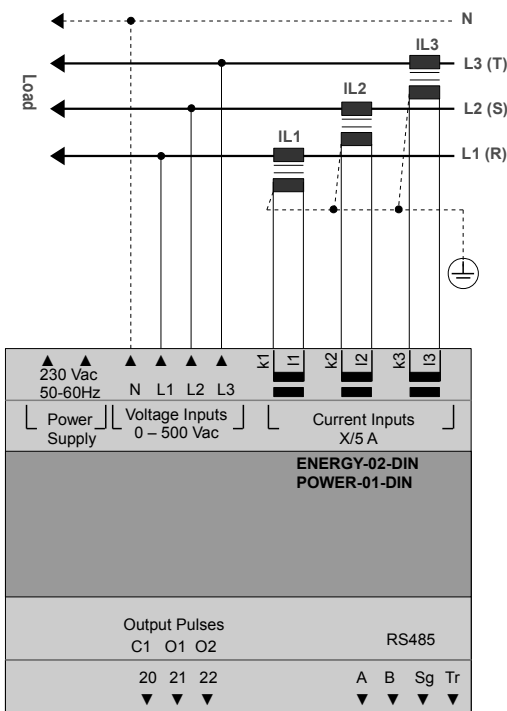 N
IL3
L3 (T)
Load
IL2
L2 (S)
IL1
L1 (R)
k1 l1 k2 l2 k3 l3
230 Vac
50-60Hz
N L1 L2 L3
Power
Supply
Voltage Inputs
0 – 500 Vac
Current Inputs
X/5 A
ENERGY-02-DIN
POWER-01-DIN
Output Pulses
C1 O1 O2
RS485
20 21 22
A B Sg Tr